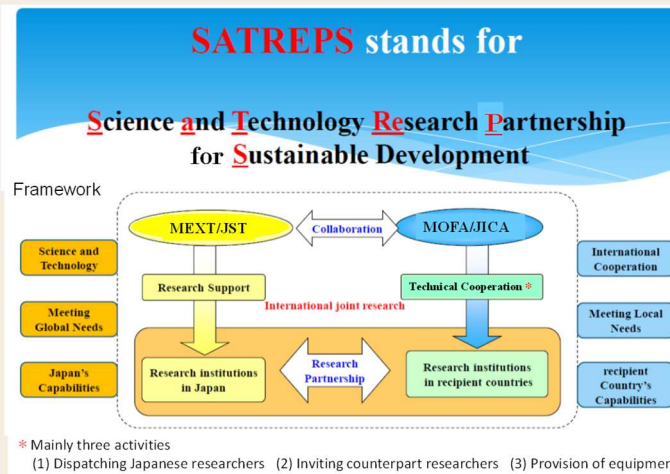 SATREPS stands for
Science and Technology Research Partnership
for Sustainable Development
Framework
MEXT/JST
Collaboration
MOFA/JICA
Science and
Technology
International
Cooperation
Research Support
Technical Cooperation *
International joint research
Meeting
Global Needs
Meeting Local
Needs
Japan's
Capabilities
Research institutions
in Japan
Research
Partnership
Research institutions
in recipient countries
recipient
Country's
Capabilities
* Mainly three activities
(1) Dispatching Japanese researchers (2) Inviting counterpart researchers (3) Provision of equipmen